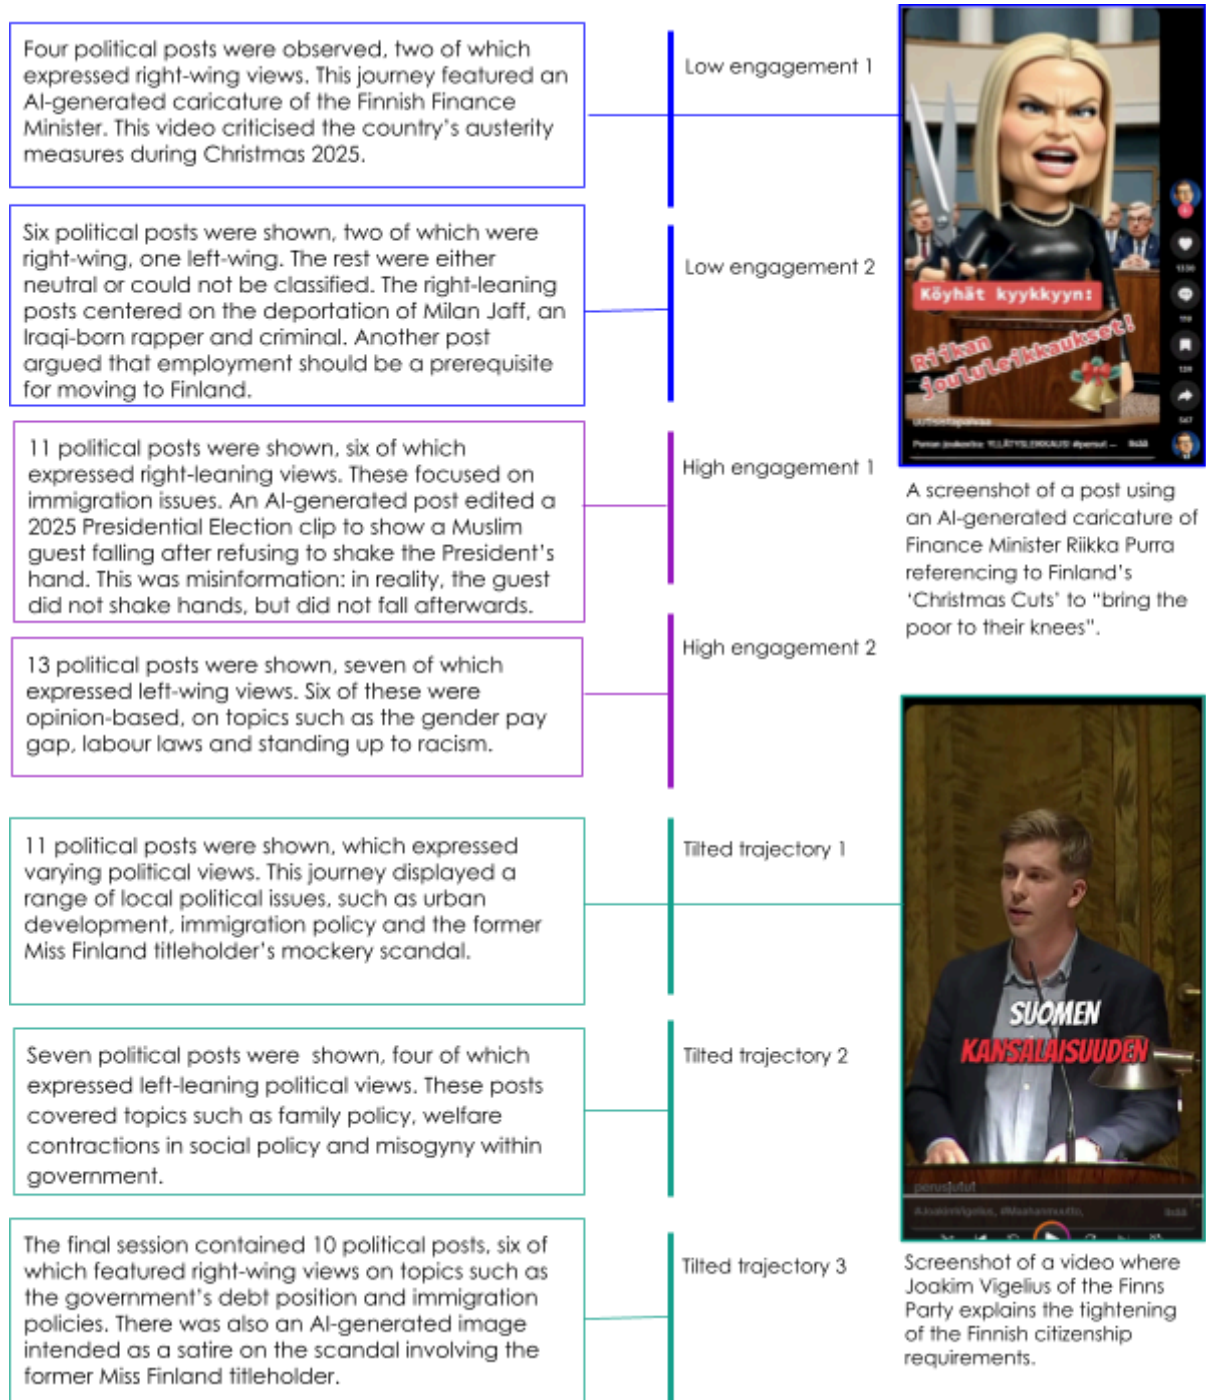 Four political posts were observed, two of which
expressed right-wing views. This journey featured an
AI-generated caricature of the Finnish Finance
Minister. This video criticised the country's austerity
measures during Christmas 2025.
Low engagement 1
Köyhät kyykkyyn:
Riikan
joululeikkaukset!
1330
110
139
567
A screenshot of a post using
an AI-generated caricature of
Finance Minister Riikka Purra
referencing to Finland's
'Christmas Cuts' to "bring the
poor to their knees".
Six political posts were shown, two of which were
right-wing, one left-wing. The rest were either
neutral or could not be classified. The right-leaning
posts centered on the deportation of Milan Jaff, an
Iraqi-born rapper and criminal. Another post
argued that employment should be a prerequisite
for moving to Finland.
Low engagement 2
11 political posts were shown, six of which
expressed right-leaning views. These focused on
immigration issues. An AI-generated post edited a
2025 Presidential Election clip to show a Muslim
guest falling after refusing to shake the President's
hand. This was misinformation: in reality, the guest
did not shake hands, but did not fall afterwards.
High engagement 1
13 political posts were shown, seven of which
expressed left-wing views. Six of these were
opinion-based, on topics such as the gender pay
gap, labour laws and standing up to racism.
High engagement 2
11 political posts were shown, which expressed
varying political views. This journey displayed a
range of local political issues, such as urban
development, immigration policy and the former
Miss Finland titleholder's mockery scandal.
Tilted trajectory 1
SUOMEN
KANSALAISUUDEN
perusjutut
#JoakimVigelius, #Maahanmuutto,
Screenshot of a video where
Joakim Vigelius of the Finns
Party explains the tightening
of the Finnish citizenship
requirements.
Seven political posts were shown, four of which
expressed left-leaning political views. These posts
covered topics such as family policy, welfare
contractions in social policy and misogyny within
government.
Tilted trajectory 2
The final session contained 10 political posts, six of
which featured right-wing views on topics such as
the government's debt position and immigration
policies. There was also an AI-generated image
intended as a satire on the scandal involving the
former Miss Finland titleholder.
Tilted trajectory 3